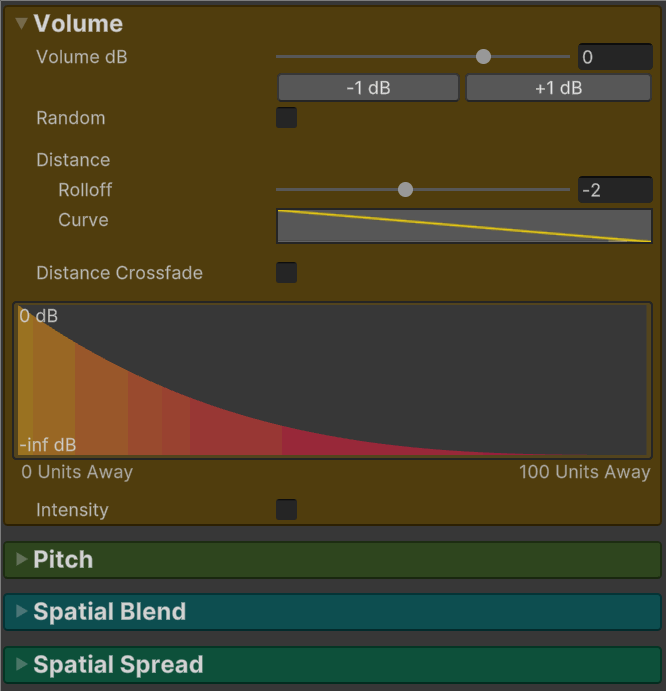 Volume
Volume dB 0
-1 dB +1 dB
Random
Distance
Rolloff -2
Curve
Distance Crossfade
0 dB
-inf dB
0 Units Away 100 Units Away
Intensity
Pitch
Spatial Blend
Spatial Spread